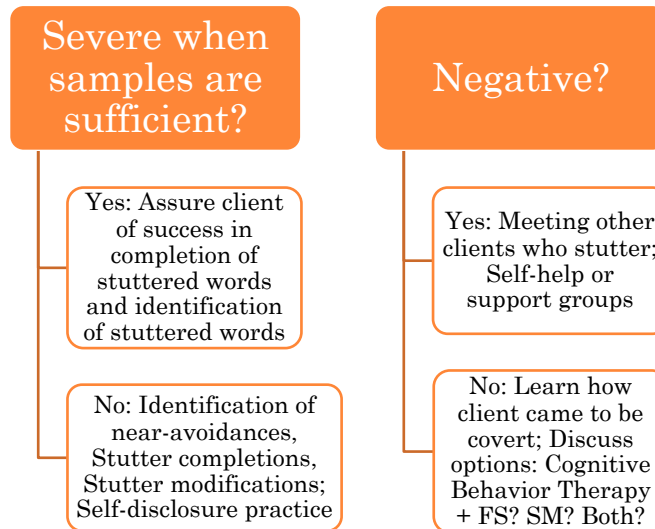 Severe when
samples are
sufficient?
Yes: Assure client
of success in
completion of
stuttered words
and identification
of stuttered words
No: Identification of
near-avoidances,
Stutter completions,
Stutter modifications;
Self-disclosure practice
Negative?
Yes: Meeting other
clients who stutter;
Self-help or
support groups
No: Learn how
client came to be
covert; Discuss
options: Cognitive
Behavior Therapy
+ FS? SM? Both?